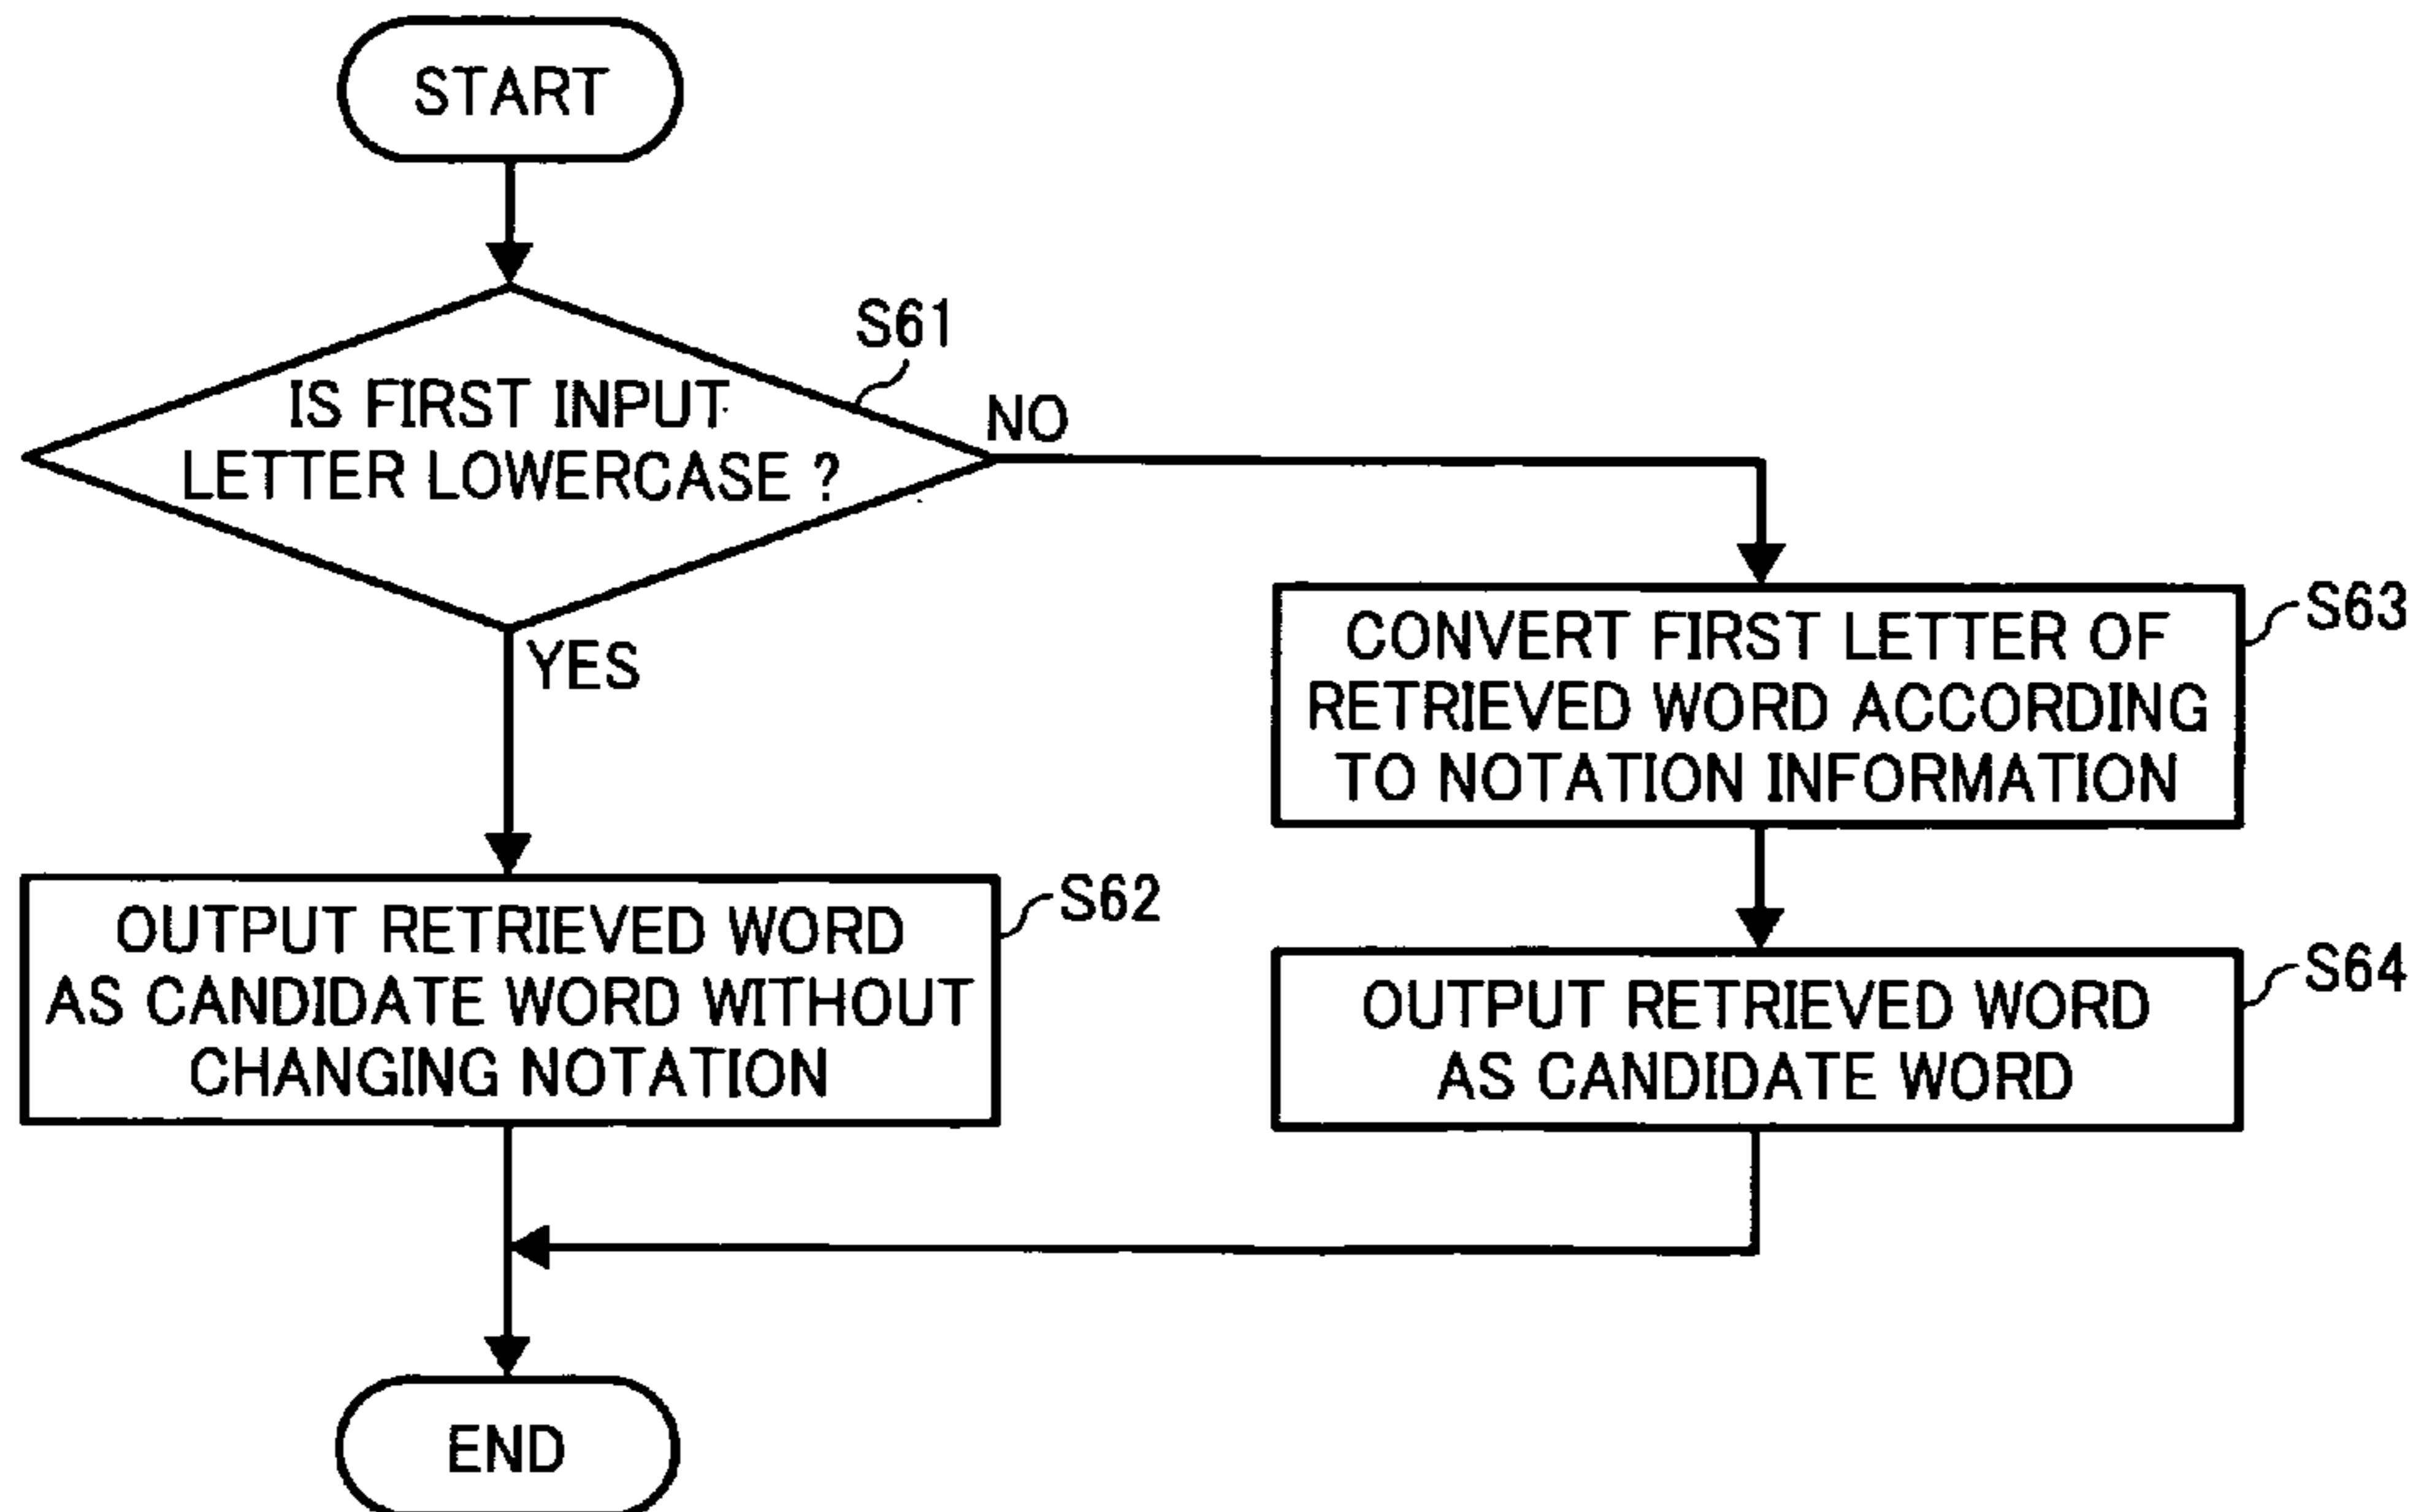 START
S61
IS FIRST INPUT
LETTER LOWERCASE ?
NO
YES
S63
CONVERT FIRST LETTER OF
RETRIEVED WORD ACCORDING
TO NOTATION INFORMATION
S62
OUTPUT RETRIEVED WORD
AS CANDIDATE WORD WITHOUT
CHANGING NOTATION
S64
OUTPUT RETRIEVED WORD
AS CANDIDATE WORD
END